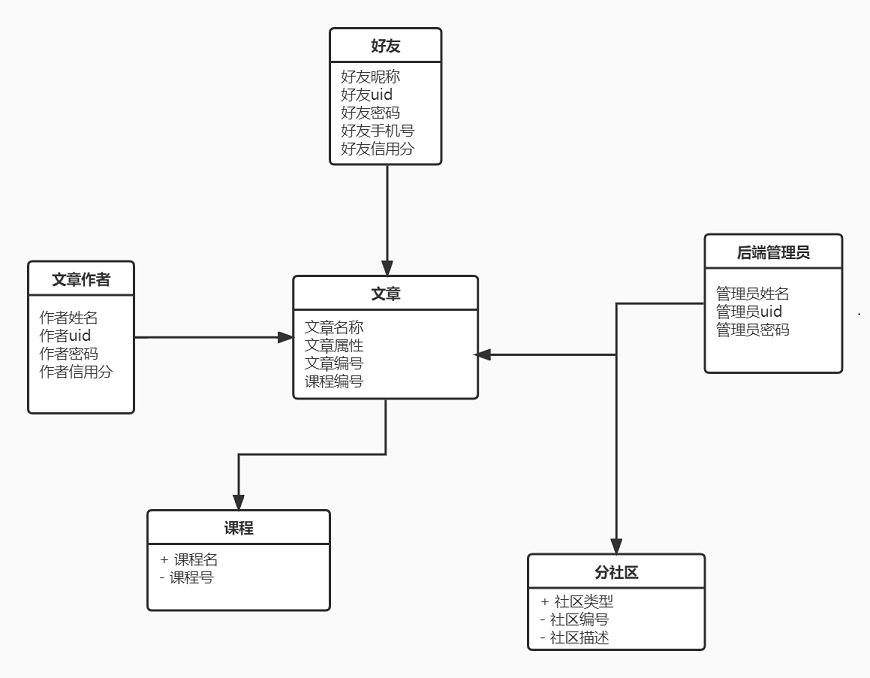 好友
好友昵称
好友uid
好友密码
好友手机号
好友信用分
文章作者
作者姓名
作者uid
作者密码
作者信用分
文章
文章名称
文章属性
文章编号
课程编号
后端管理员
管理员姓名
管理员uid
管理员密码
.
课程
+ 课程名
- 课程号
分社区
+ 社区类型
- 社区编号
- 社区描述